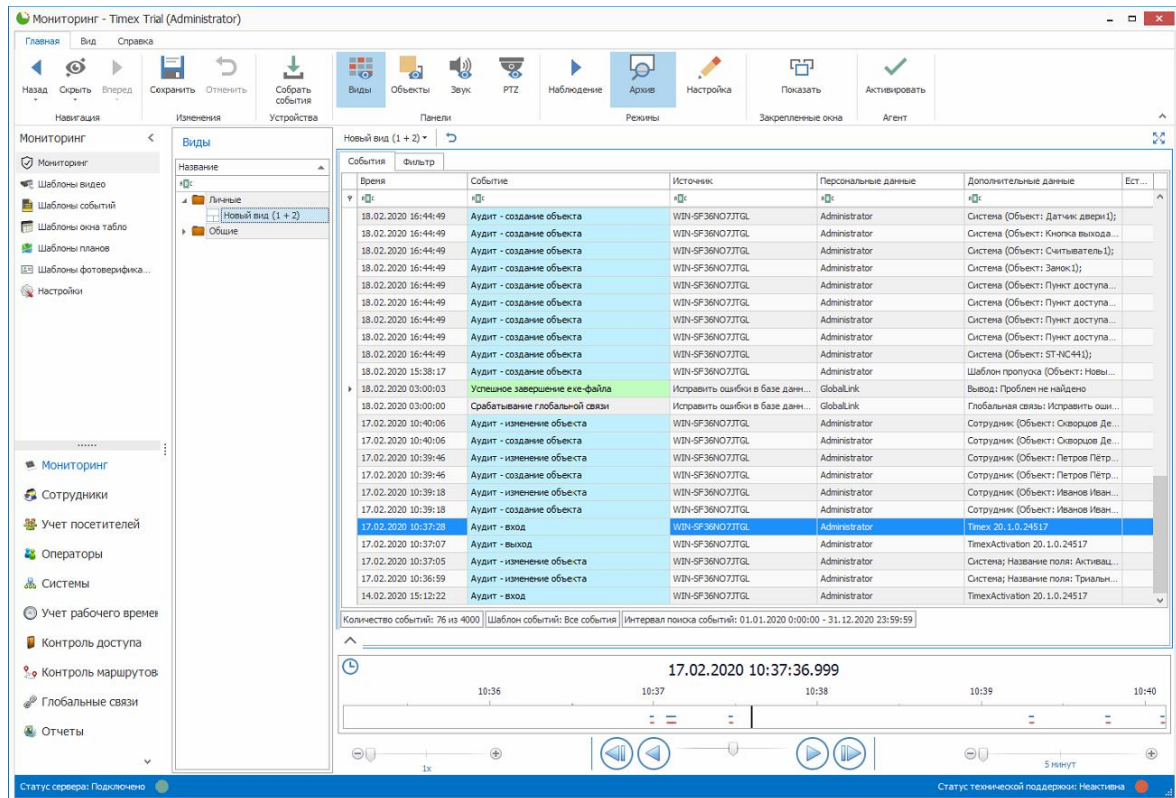 Мониторинг - Timex Trial (Administrator)
Главная Вид Справка
Назад Скрыть Вперед Сохранить Отменить Собрать события Виды Объекты Звук PTZ Наблюдение Архив Настройка Показать Активировать
Навигация Изменения Устройства Панели Режимы Закрепленные окна Агент
Мониторинг
Мониторинг
Шаблоны видео
Шаблоны событий
Шаблоны окна табло
Шаблоны планов
Шаблоны фотоверифика...
Настройки
Мониторинг
Сотрудники
Учет посетителей
Операторы
Системы
Учет рабочего времен
Контроль доступа
Контроль маршрутов
Глобальные связи
Отчеты
Виды
Название
Личные
Новый вид (1 + 2)
Общие
Новый вид (1 + 2)
События Фильтр
Время Событие Источник Персональные данные Дополнительные данные Ест...
18.02.2020 16:44:49 Аудит - создание объекта WIN-SF36NO7JTGL Administrator Система (Объект: Датчик двери1);
18.02.2020 16:44:49 Аудит - создание объекта WIN-SF36NO7JTGL Administrator Система (Объект: Кнопка выхода...
18.02.2020 16:44:49 Аудит - создание объекта WIN-SF36NO7JTGL Administrator Система (Объект: Считыватель1);
18.02.2020 16:44:49 Аудит - создание объекта WIN-SF36NO7JTGL Administrator Система (Объект: Замок1);
18.02.2020 16:44:49 Аудит - создание объекта WIN-SF36NO7JTGL Administrator Система (Объект: Пункт доступа...
18.02.2020 16:44:49 Аудит - создание объекта WIN-SF36NO7JTGL Administrator Система (Объект: Пункт доступа...
18.02.2020 16:44:49 Аудит - создание объекта WIN-SF36NO7JTGL Administrator Система (Объект: Пункт доступа...
18.02.2020 16:44:49 Аудит - создание объекта WIN-SF36NO7JTGL Administrator Система (Объект: Пункт доступа...
18.02.2020 16:44:49 Аудит - создание объекта WIN-SF36NO7JTGL Administrator Система (Объект: ST-NC441);
18.02.2020 15:38:17 Аудит - создание объекта WIN-SF36NO7JTGL Administrator Шаблон пропуска (Объект: Новы...
18.02.2020 03:00:03 Успешное завершение exe-файла Исправить ошибки в базе данн... GlobalLink Вывод: Проблем не найдено
18.02.2020 03:00:00 Срабатывание глобальной связи Исправить ошибки в базе данн... GlobalLink Глобальная связь: Исправить оши...
17.02.2020 10:40:06 Аудит - изменение объекта WIN-SF36NO7JTGL Administrator Сотрудник (Объект: Скворцов Де...
17.02.2020 10:40:06 Аудит - создание объекта WIN-SF36NO7JTGL Administrator Сотрудник (Объект: Скворцов Де...
17.02.2020 10:39:46 Аудит - изменение объекта WIN-SF36NO7JTGL Administrator Сотрудник (Объект: Петров Пётр...
17.02.2020 10:39:46 Аудит - создание объекта WIN-SF36NO7JTGL Administrator Сотрудник (Объект: Петров Пётр...
17.02.2020 10:39:18 Аудит - изменение объекта WIN-SF36NO7JTGL Administrator Сотрудник (Объект: Иванов Иван...
17.02.2020 10:39:18 Аудит - создание объекта WIN-SF36NO7JTGL Administrator Сотрудник (Объект: Иванов Иван...
17.02.2020 10:37:28 Аудит - вход WIN-SF36NO7JTGL Administrator Timex 20.1.0.24517
17.02.2020 10:37:07 Аудит - выход WIN-SF36NO7JTGL Administrator TimexActivation 20.1.0.24517
17.02.2020 10:37:05 Аудит - изменение объекта WIN-SF36NO7JTGL Administrator Система; Название поля: Активац...
17.02.2020 10:36:59 Аудит - изменение объекта WIN-SF36NO7JTGL Administrator Система; Название поля: Триальн...
14.02.2020 15:12:22 Аудит - вход WIN-SF36NO7JTGL Administrator TimexActivation 20.1.0.24517
Количество событий: 76 из 4000 Шаблон событий: Все события Интервал поиска событий: 01.01.2020 0:00:00 - 31.12.2020 23:59:59
17.02.2020 10:37:36.999
10:36 10:37 10:38 10:39 10:40
1x 5 минут
Статус сервера: Подключено Статус технической поддержки: Неактивна